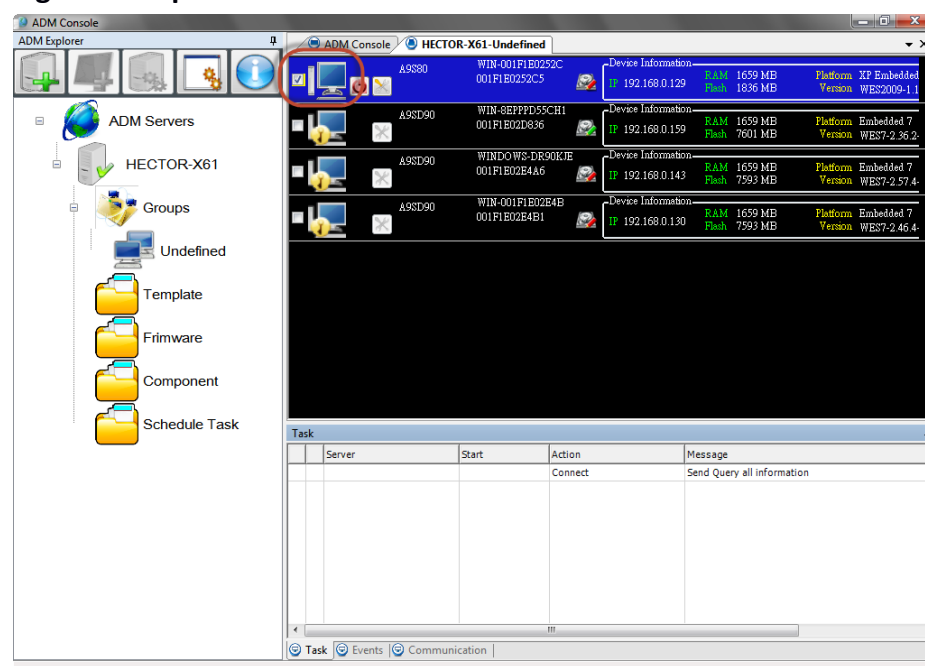 ADM Console
ADM Explorer
ADM Console
HECTOR-X61-Undefined
ADM Servers
HECTOR-X61
Groups
Undefined
Template
Frimware
Component
Schedule Task
A9S80
WIN-001F1E0252C
001F1E0252C5
Device Information
IP 192.168.0.129
RAM 1659 MB
Flash 1836 MB
Platform XP Embedded
Version WES2009-1.1
A9SD90
WIN-8EPPPD55CH1
001F1E02D836
Device Information
IP 192.168.0.159
RAM 1659 MB
Flash 7601 MB
Platform Embedded 7
Version WES7-2.36.2-
A9SD90
WINDOWS-DR90KJE
001F1E02E4A6
Device Information
IP 192.168.0.143
RAM 1659 MB
Flash 7593 MB
Platform Embedded 7
Version WES7-2.57.4-
A9SD90
WIN-001F1E02E4B
001F1E02E4B1
Device Information
IP 192.168.0.130
RAM 1659 MB
Flash 7593 MB
Platform Embedded 7
Version WES7-2.46.4-
Task
Server Start Action Message
Connect Send Query all information
Task Events Communication